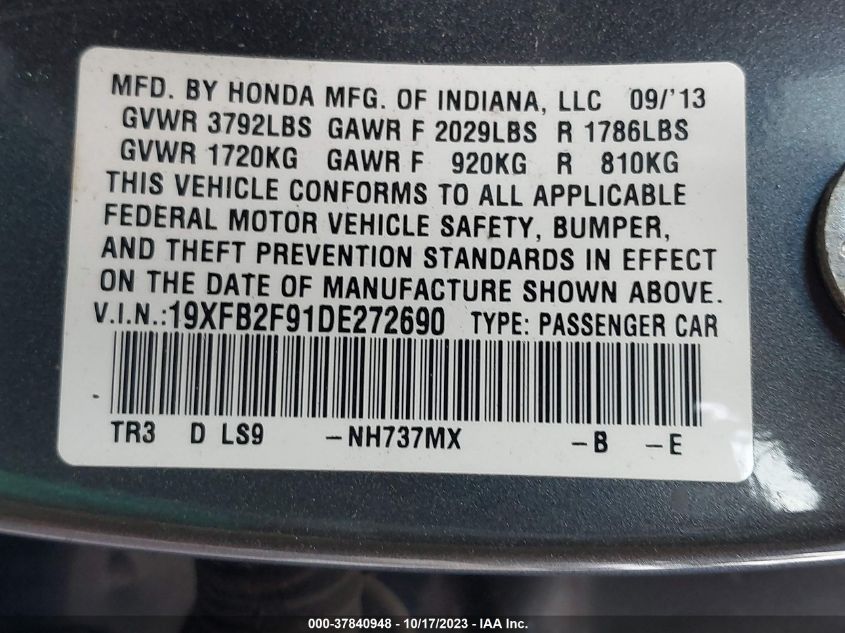 MFD. BY HONDA MFG. OF INDIANA, LLC 09/'13
GVWR 3792LBS GAWR F 2029LBS R 1786LBS
GVWR 1720KG GAWR F 920KG R 810KG
THIS VEHICLE CONFORMS TO ALL APPLICABLE
FEDERAL MOTOR VEHICLE SAFETY, BUMPER,
AND THEFT PREVENTION STANDARDS IN EFFECT
ON THE DATE OF MANUFACTURE SHOWN ABOVE.
V.I.N.:19XFB2F91DE272690 TYPE: PASSENGER CAR
TR3 D LS9 -NH737MX -B -E
000-37840948 - 10/17/2023 - IAA Inc.